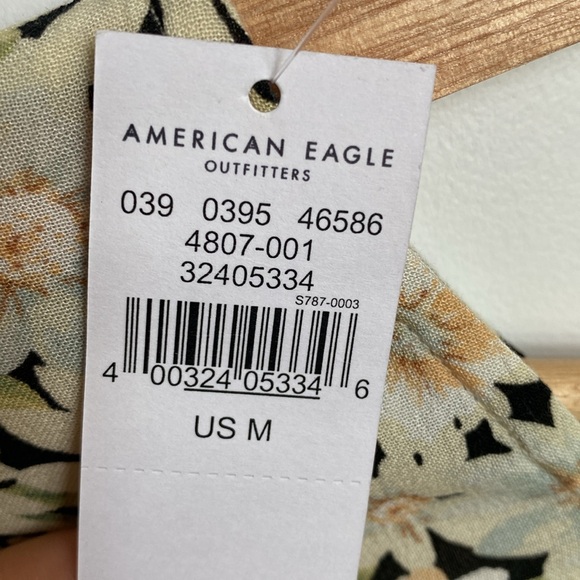 AMERICAN EAGLE
OUTFITTERS
039 0395 46586
4807-001
32405334
S787-0003
4 00324 05334 6
US M